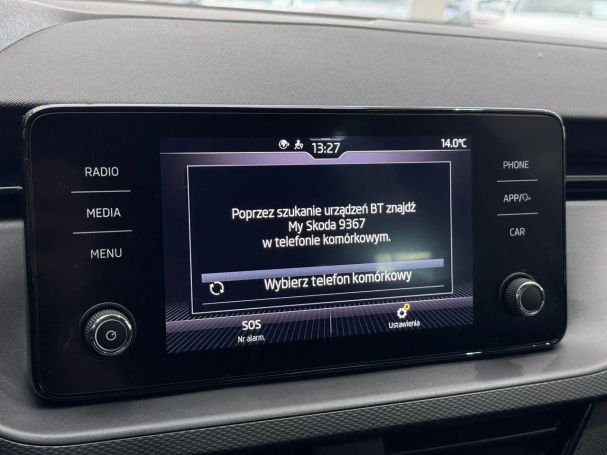 13:27
14.0°C
RADIO
MEDIA
MENU
Poprzez szukanie urządzeń BT znajdź
My Skoda 9367
w telefonie komórkowym.
Wybierz telefon komórkowy
SOS
Nr alarm.
Ustawienia
PHONE
APP/
CAR